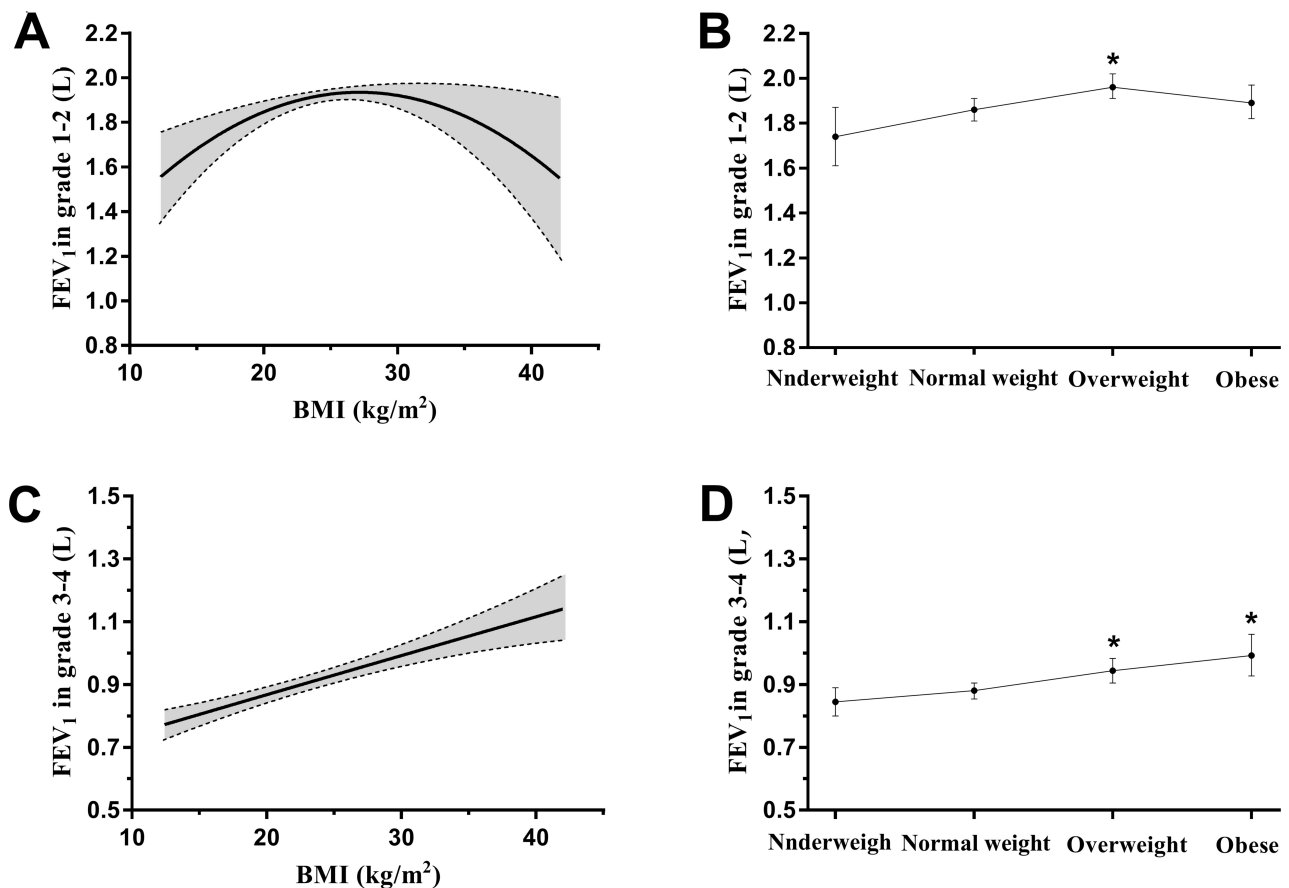 A
FEV1 in grade 1-2 (L)
2.2
2.0
1.8
1.6
1.4
1.2
1.0
0.8
10 20 30 40
BMI (kg/m2)
B
FEV1in grade 1-2 (L)
2.2
2.0
1.8
1.6
1.4
1.2
1.0
0.8
*
Nnderweight Normal weight Overweight Obese
C
FEV1 in grade 3-4 (L)
1.5
1.3
1.1
0.9
0.7
0.5
10 20 30 40
BMI (kg/m2)
D
FEV1in grade 3-4 (L,
1.5
1.3
1.1
0.9
0.7
0.5
* *
Nnderweigh Normal weight Overweight Obese